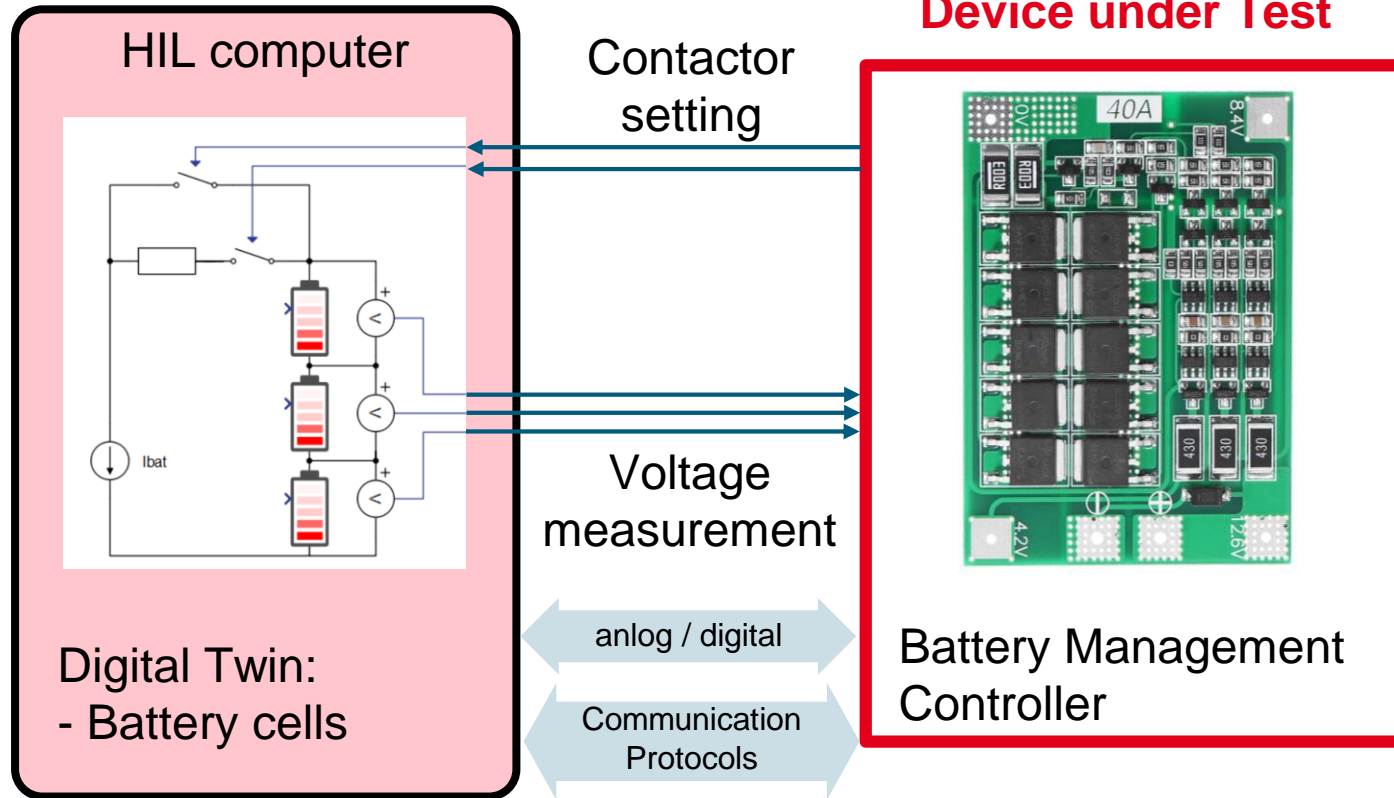 Device under Test
HIL computer
Contactor
setting
Ibat
+
V
+
V
+
V
Voltage
measurement
anlog / digital
Communication
Protocols
Digital Twin:
- Battery cells
0V
40A
8.4V
R003
R003
430
430
430
4.2V
12.6V
Battery Management
Controller